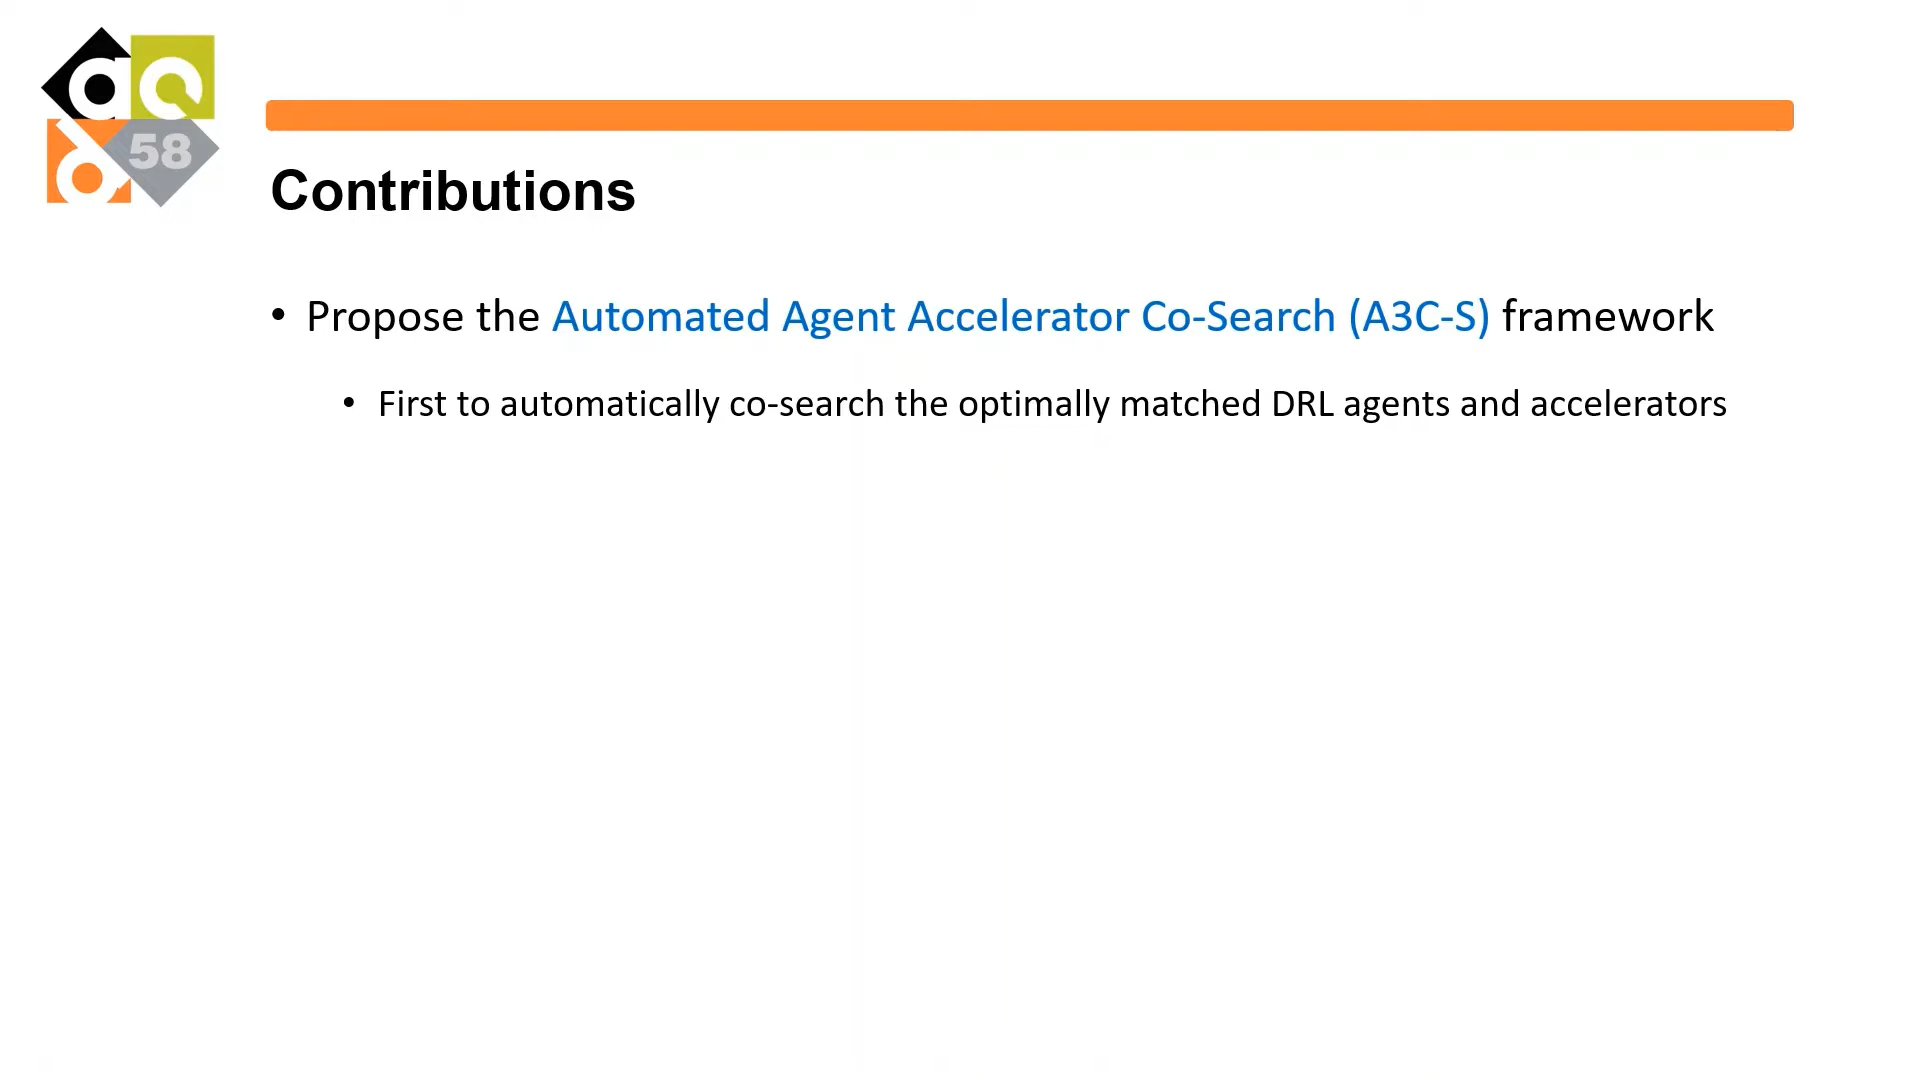 dac
58
Contributions
• Propose the Automated Agent Accelerator Co-Search (A3C-S) framework
• First to automatically co-search the optimally matched DRL agents and accelerators